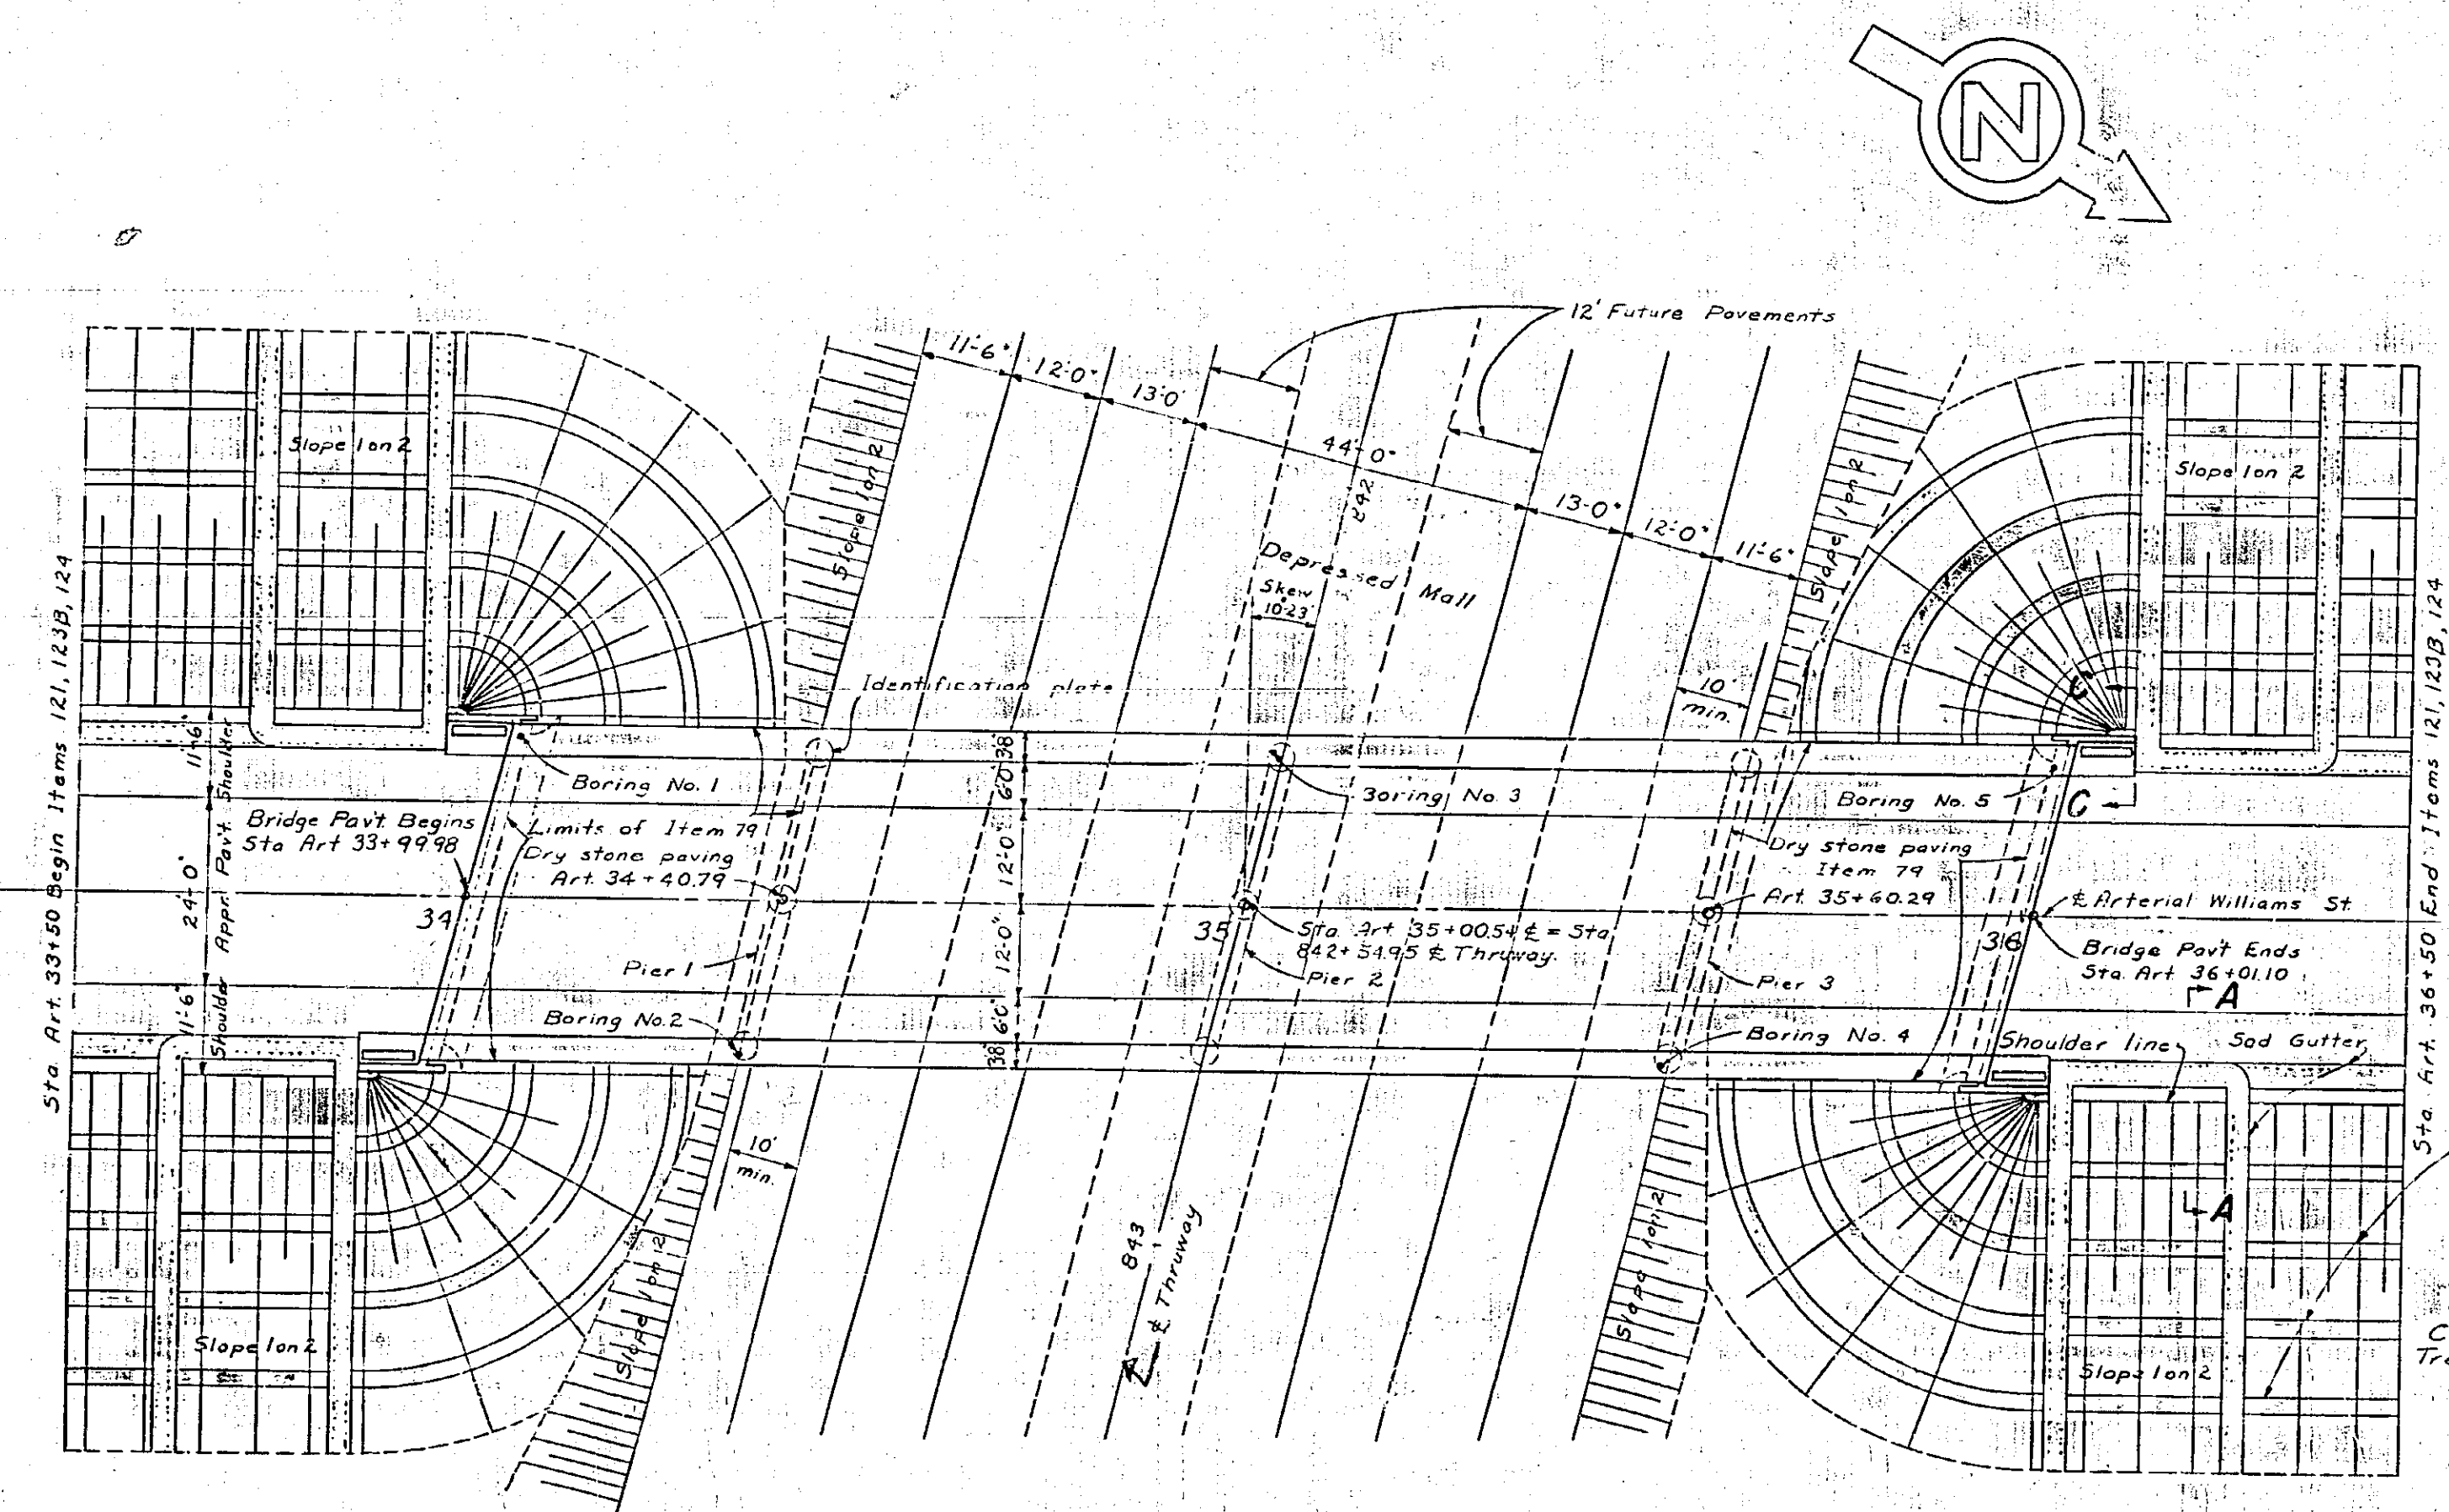 N
12' Future Pavements
11'-6"
12'-0"
13'-0
44'-0"
13-0"
12'-0"
11'-6"
Slope 1 on 2
Slope 1 on 2
Slope 1 on 2
Slope 1 on 2
842
Depressed Mall
Skew
10°23'
10'
min.
Sta. Art. 33+50 Begin Items 121, 123B, 124
Sta. Art. 36+50 End Items 121, 123B, 124
Identification plate
11'-6"
24'-0"
11'-6"
Shoulder Appr. Pav't. Shoulder
38
6'0"
12'-0"
12'-0"
6'0"
38
Boring No. 1
Boring No. 3
Boring No. 5
C
C
Bridge Pav't. Begins
Sta Art 33+99.98
Limits of Item 79
Dry stone paving
Art. 34+40.79
Dry stone paving
Item 79
Art. 35+60.29
℄ Arterial Williams St.
34
35
36
Sta. Art. 35+00.54 ℄ = Sta.
842+54.95 ℄ Thruway.
Bridge Pav't Ends
Sta. Art. 36+01.10
Pier 1
Pier 2
Pier 3
A
Boring No. 2
Boring No. 4
Shoulder line
Sod Gutter
10'
min.
A
843
℄ Thruway
Slope 1 on 2
Slope 1 on 2
Slope 1 on 2
Slope 1 on 2